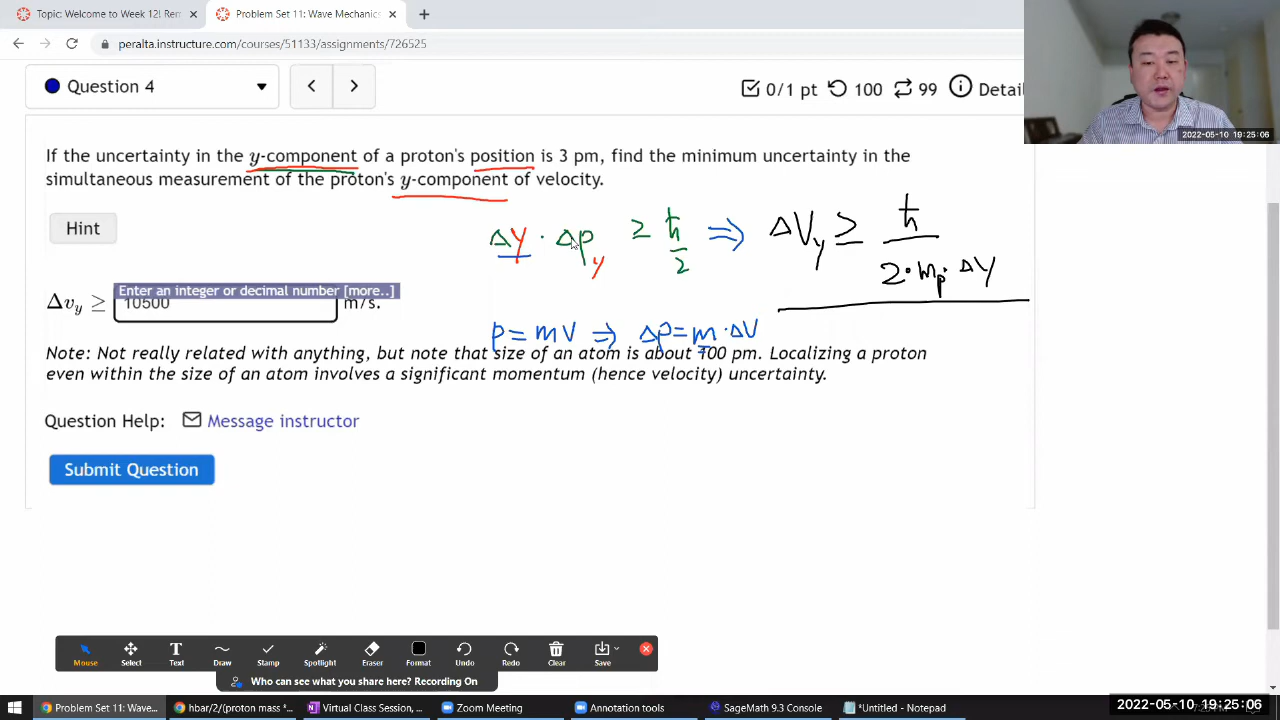 Topic: Welcome to Week 12! Rem
Problem Set 11: Wave Mechanics
peralta.instructure.com/courses/51133/assignments/726525
Question 4
0/1 pt 100 99 Detai
2022-05-10 19:25:06
If the uncertainty in the y-component of a proton's position is 3 pm, find the minimum uncertainty in the
simultaneous measurement of the proton's y-component of velocity.
Hint
Δy · Δp_y ≥ ħ/2 ⇒ ΔV_y ≥ ħ/(2·m_p·Δy)
Enter an integer or decimal number [more..]
Δv_y ≥ 10500 m/s.
p = mV ⇒ Δp = m·ΔV
Note: Not really related with anything, but note that size of an atom is about 100 pm. Localizing a proton
even within the size of an atom involves a significant momentum (hence velocity) uncertainty.
Question Help: Message instructor
Submit Question
Mouse Select Text Draw Stamp Spotlight Eraser Format Undo Redo Clear Save
Who can see what you share here? Recording On
Problem Set 11: Wave... hbar/2/(proton mass *... Virtual Class Session, ... Zoom Meeting Annotation tools SageMath 9.3 Console *Untitled - Notepad
2022-05-10 19:25:06